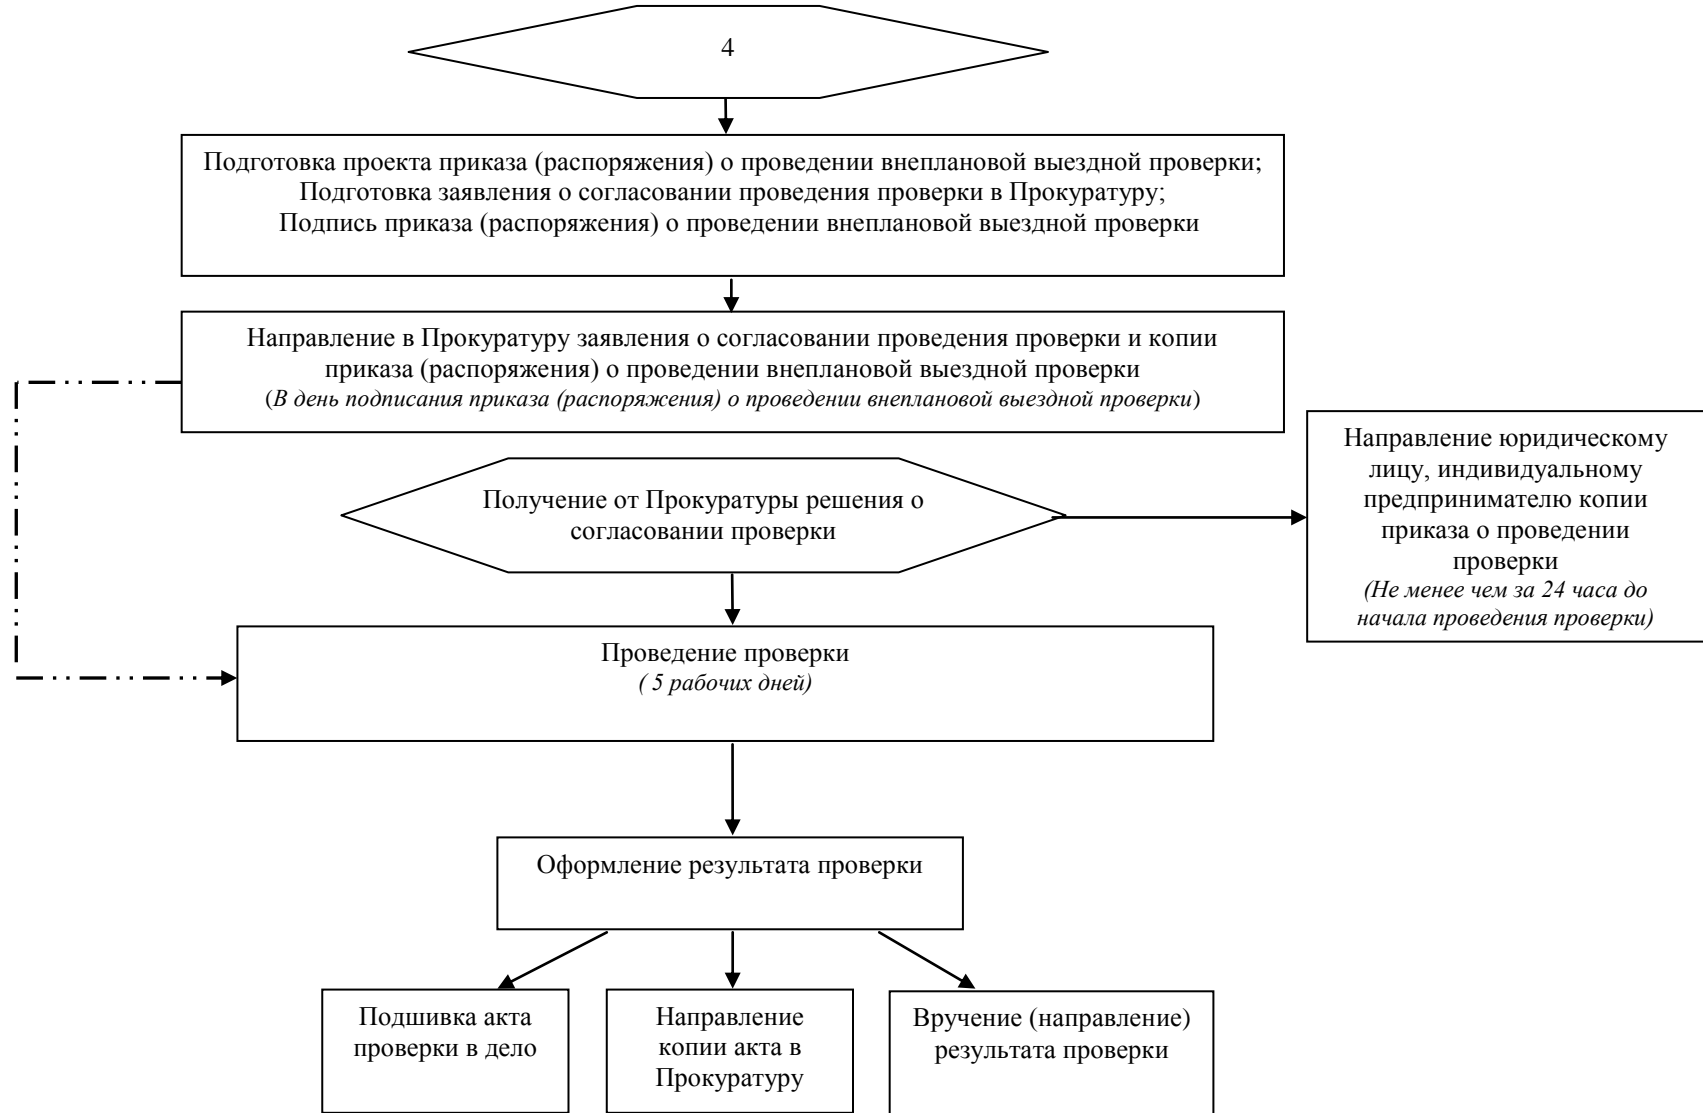 4
Подготовка проекта приказа (распоряжения) о проведении внеплановой выездной проверки;
Подготовка заявления о согласовании проведения проверки в Прокуратуру;
Подпись приказа (распоряжения) о проведении внеплановой выездной проверки
Направление в Прокуратуру заявления о согласовании проведения проверки и копии
приказа (распоряжения) о проведении внеплановой выездной проверки
(В день подписания приказа (распоряжения) о проведении внеплановой выездной проверки)
Получение от Прокуратуры решения о
согласовании проверки
Направление юридическому
лицу, индивидуальному
предпринимателю копии
приказа о проведении
проверки
(Не менее чем за 24 часа до
начала проведения проверки)
Проведение проверки
( 5 рабочих дней)
Оформление результата проверки
Подшивка акта
проверки в дело
Направление
копии акта в
Прокуратуру
Вручение (направление)
результата проверки